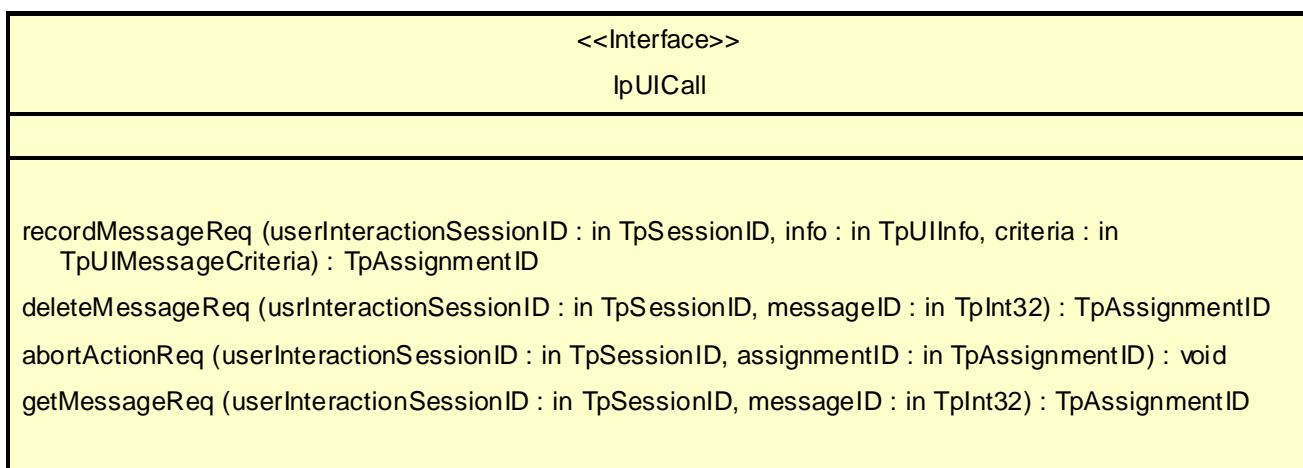 <<Interface>>
IpUICall
recordMessageReq (userInteractionSessionID : in TpSessionID, info : in TpUIInfo, criteria : in
TpUIMessageCriteria) : TpAssignmentID
deleteMessageReq (usrInteractionSessionID : in TpSessionID, messageID : in TpInt32) : TpAssignmentID
abortActionReq (userInteractionSessionID : in TpSessionID, assignmentID : in TpAssignmentID) : void
getMessageReq (userInteractionSessionID : in TpSessionID, messageID : in TpInt32) : TpAssignmentID